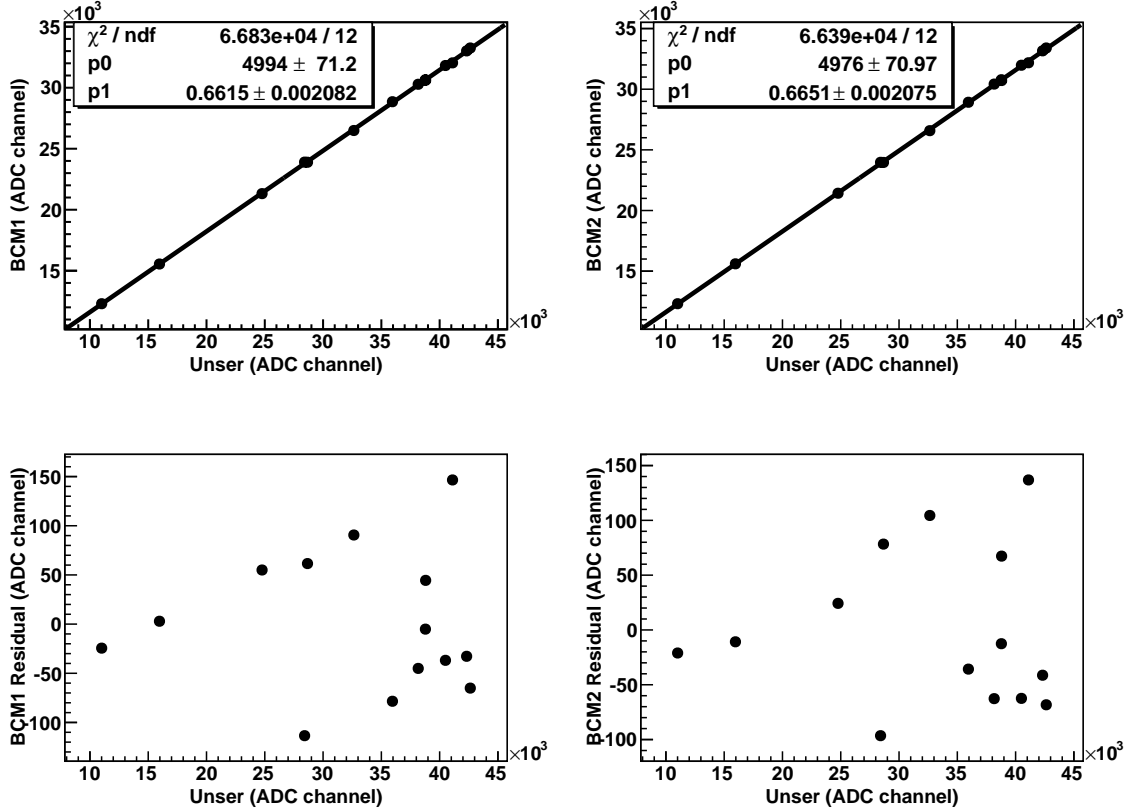 ×10³
35
30
25
20
15
BCM1 (ADC channel)
χ² / ndf 6.683e+04 / 12
p0 4994 ± 71.2
p1 0.6615 ± 0.002082
10 15 20 25 30 35 40 45
×10³
Unser (ADC channel)
×10³
35
30
25
20
15
BCM2 (ADC channel)
χ² / ndf 6.639e+04 / 12
p0 4976 ± 70.97
p1 0.6651 ± 0.002075
10 15 20 25 30 35 40 45
×10³
Unser (ADC channel)
150
100
50
0
-50
-100
BCM1 Residual (ADC channel)
10 15 20 25 30 35 40 45
×10³
Unser (ADC channel)
150
100
50
0
-50
-100
BCM2 Residual (ADC channel)
10 15 20 25 30 35 40 45
×10³
Unser (ADC channel)